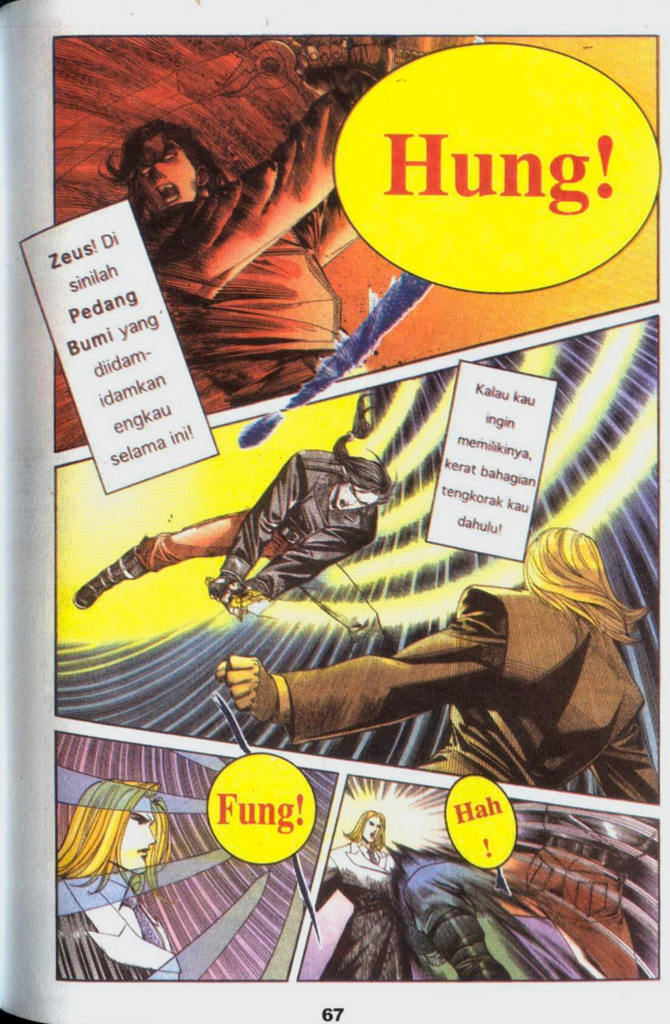 Hung!
Zeus! Di
sinilah
Pedang
Bumi yang
diidam-
idamkan
engkau
selama ini!
Kalau kau
ingin
memilikinya,
kerat bahagian
tengkorak kau
dahulu!
Fung!
Hah
!
67